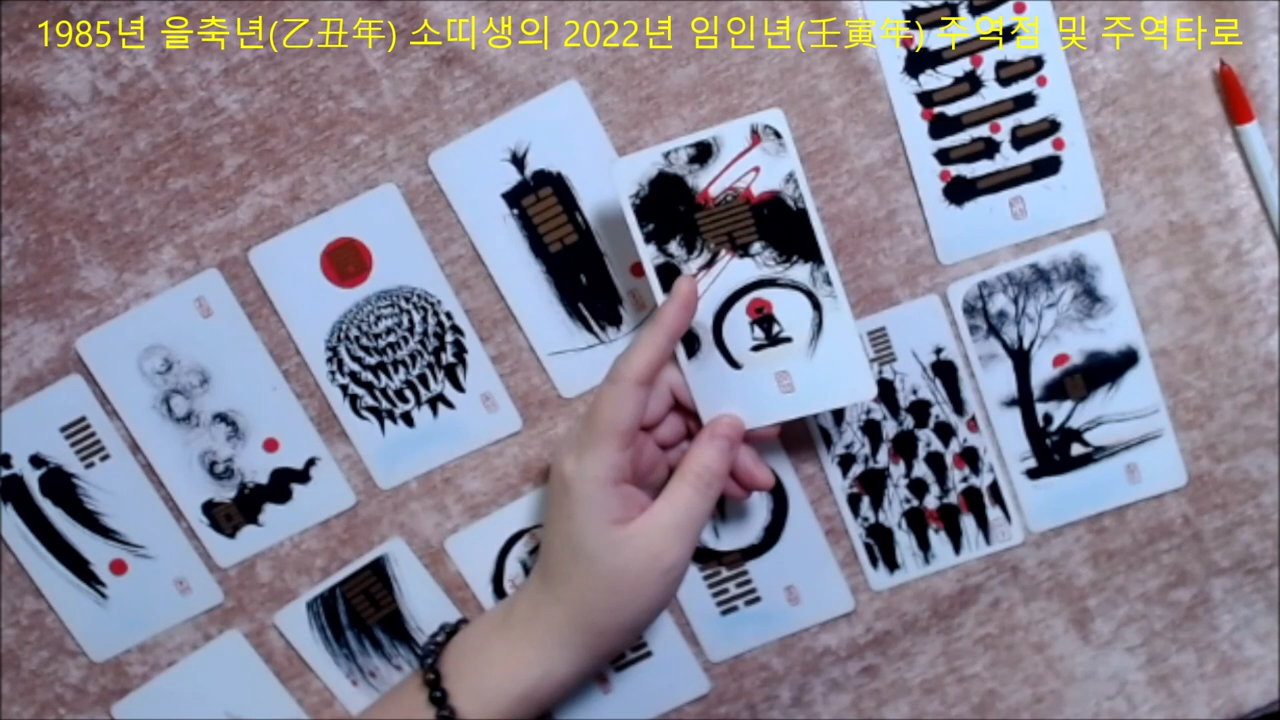 1985년 을축년(乙丑年) 소띠생의 2022년 임인년(壬寅年) 주역점 및 주역타로